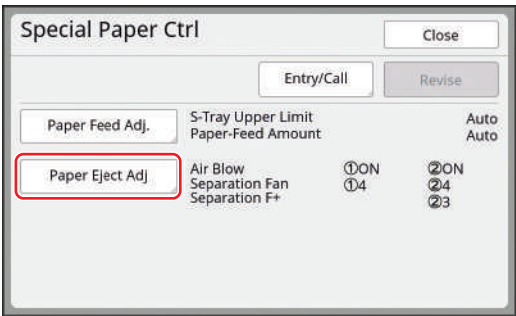 Special Paper Ctrl
Close
Entry/Call
Revise
Paper Feed Adj.
S-Tray Upper Limit Auto
Paper-Feed Amount Auto
Paper Eject Adj
Air Blow ①ON ②ON
Separation Fan ①4 ②4
Separation F+ ②3